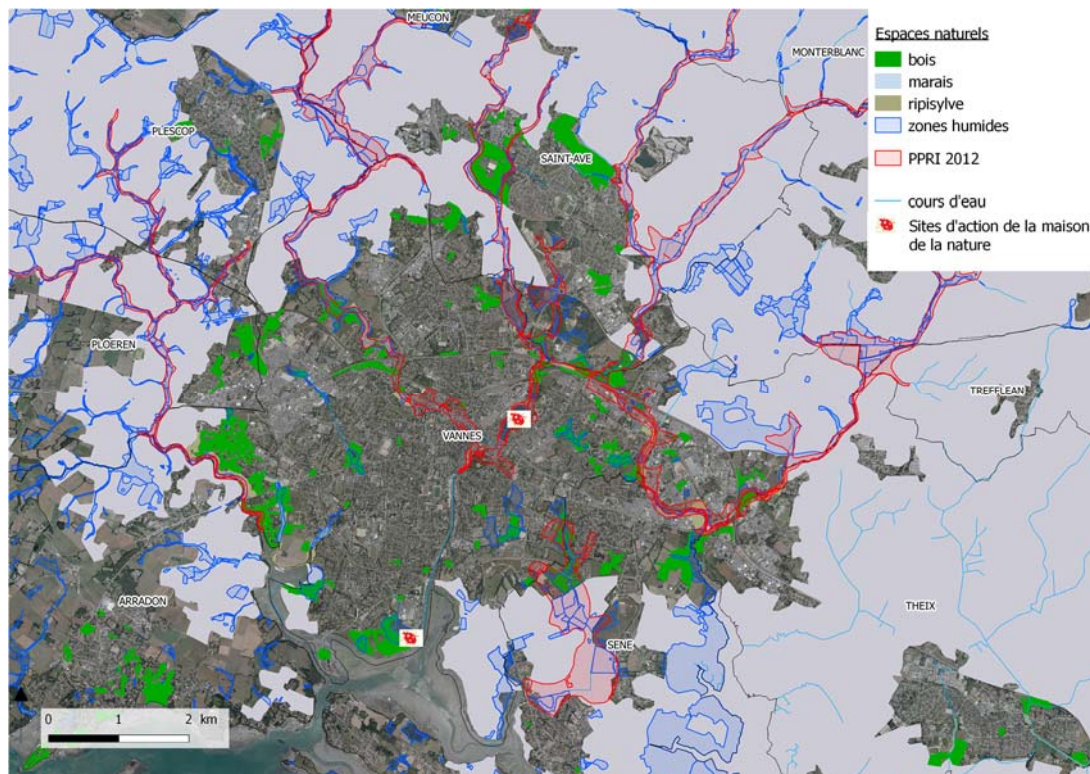 MEUCON
MONTERBLANC
PLESCOP
SAINT-AVE
PLOEREN
TREFFLEAN
VANNES
ARRADON
THEIX
SENE
0 1 2 km
Espaces naturels
bois
marais
ripisylve
zones humides
PPRI 2012
cours d'eau
Sites d'action de la maison
de la nature